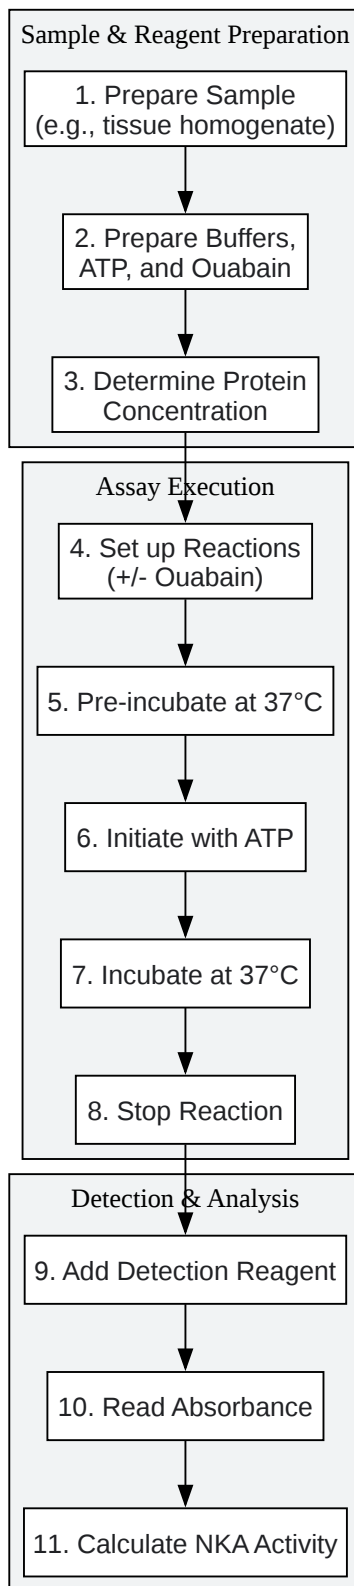 Sample & Reagent Preparation
1. Prepare Sample
(e.g., tissue homogenate)
2. Prepare Buffers,
ATP, and Ouabain
3. Determine Protein
Concentration
Assay Execution
4. Set up Reactions
(+/- Ouabain)
5. Pre-incubate at 37°C
6. Initiate with ATP
7. Incubate at 37°C
8. Stop Reaction
Detection & Analysis
9. Add Detection Reagent
10. Read Absorbance
11. Calculate NKA Activity